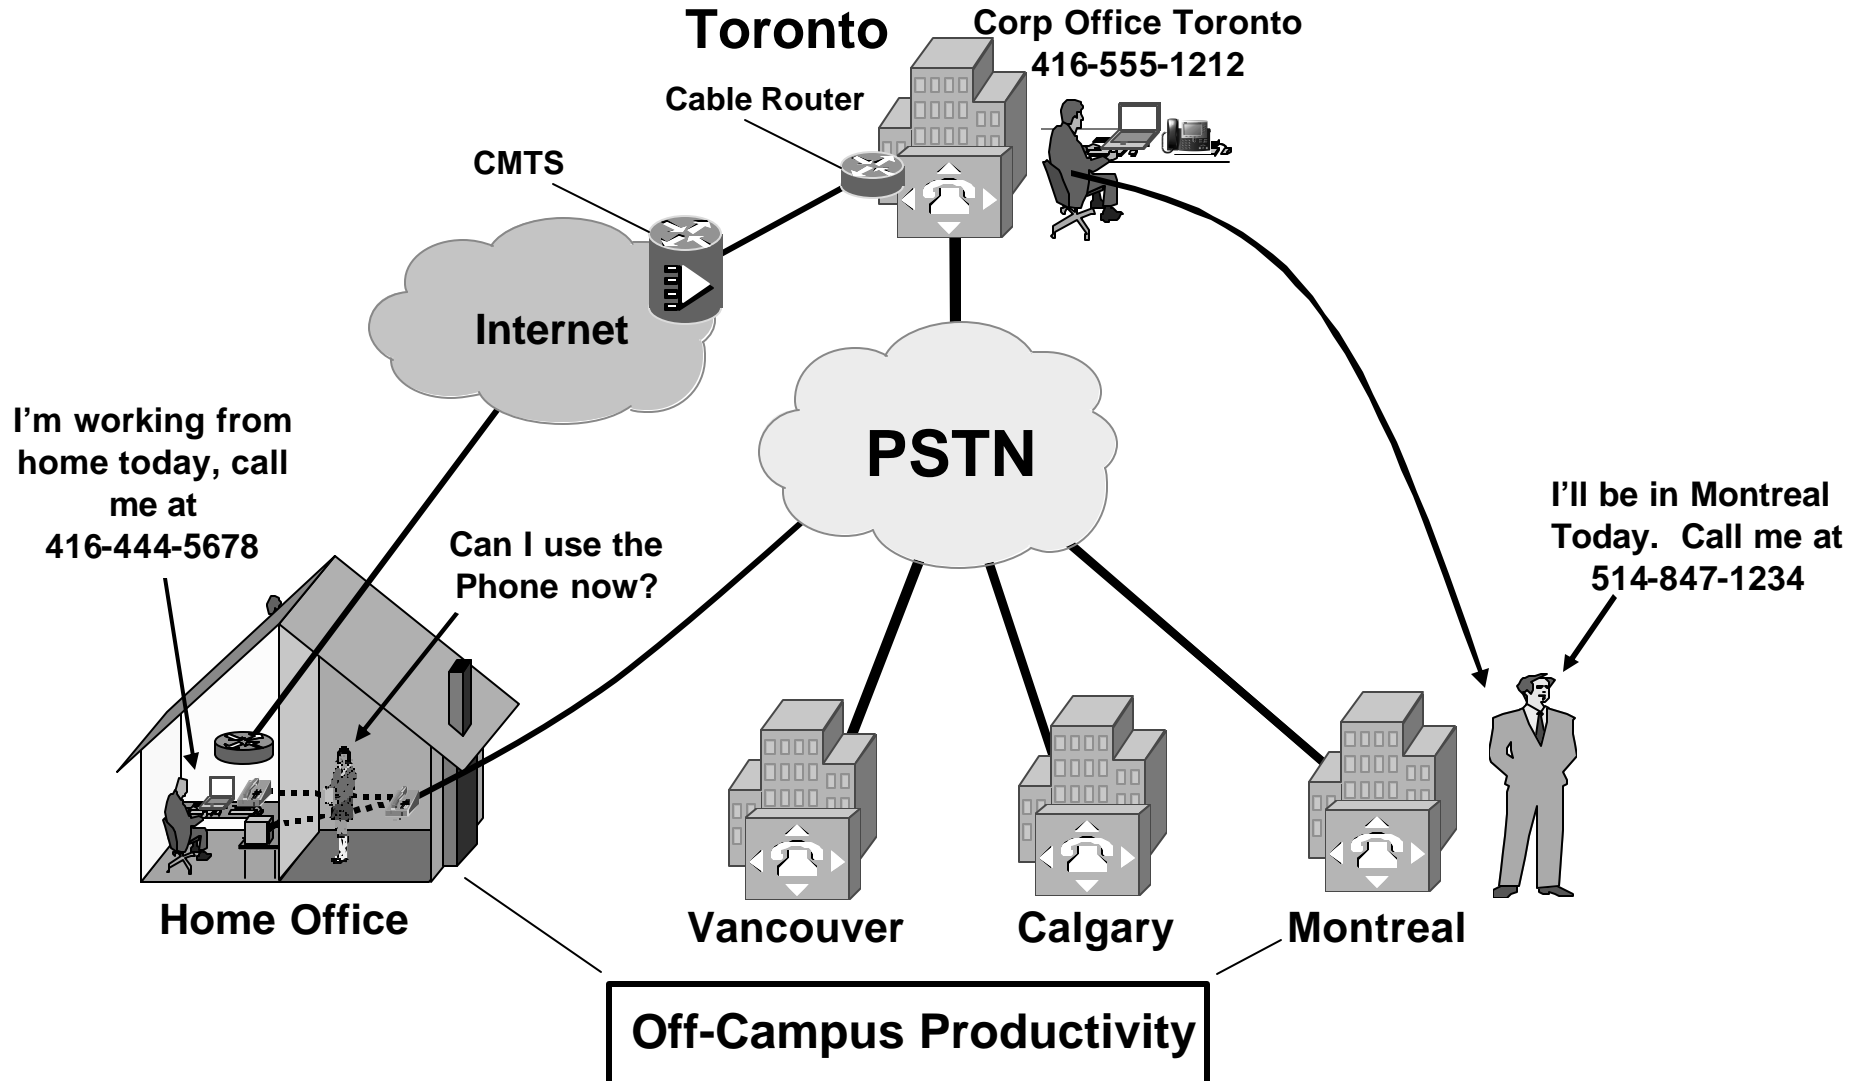 Toronto
Corp Office Toronto
416-555-1212
Cable Router
CMTS
Internet
PSTN
I’m working from
home today, call
me at
416-444-5678
Can I use the
Phone now?
I’ll be in Montreal
Today.  Call me at
514-847-1234
Home Office
Vancouver
Calgary
Montreal
Off-Campus Productivity